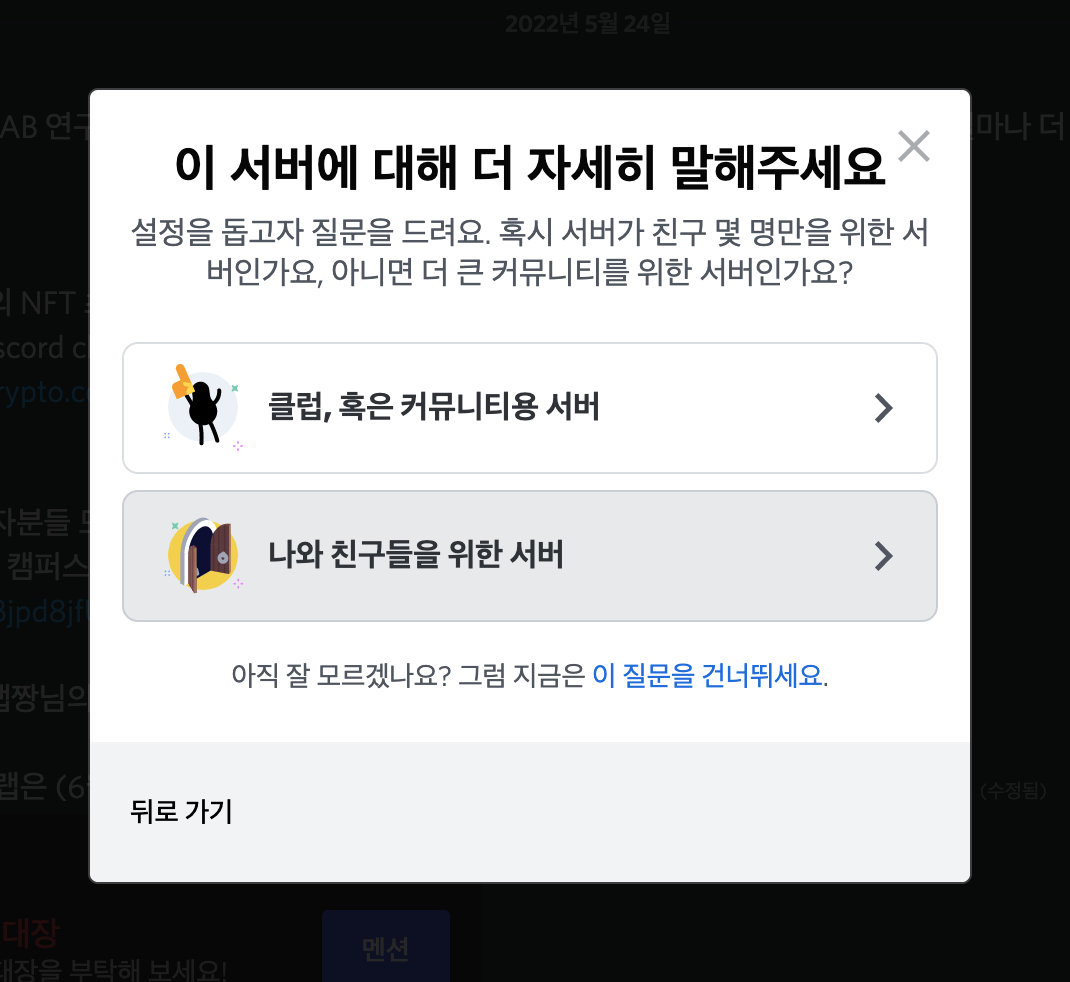 2022년 5월 24일
AB 연구
마나 더
이 서버에 대해 더 자세히 말해주세요
설정을 돕고자 질문을 드려요. 혹시 서버가 친구 몇 명만을 위한 서
버인가요, 아니면 더 큰 커뮤니티를 위한 서버인가요?
의 NFT
scord c
rypto.c
클럽, 혹은 커뮤니티용 서버
자분들
캠퍼스
8jpd8jf
나와 친구들을 위한 서버
아직 잘 모르겠나요? 그럼 지금은 이 질문을 건너뛰세요.
랩짱님의
랩은 (6
(수정됨)
뒤로 가기
대장
멘션
대장을 부탁해 보세요!